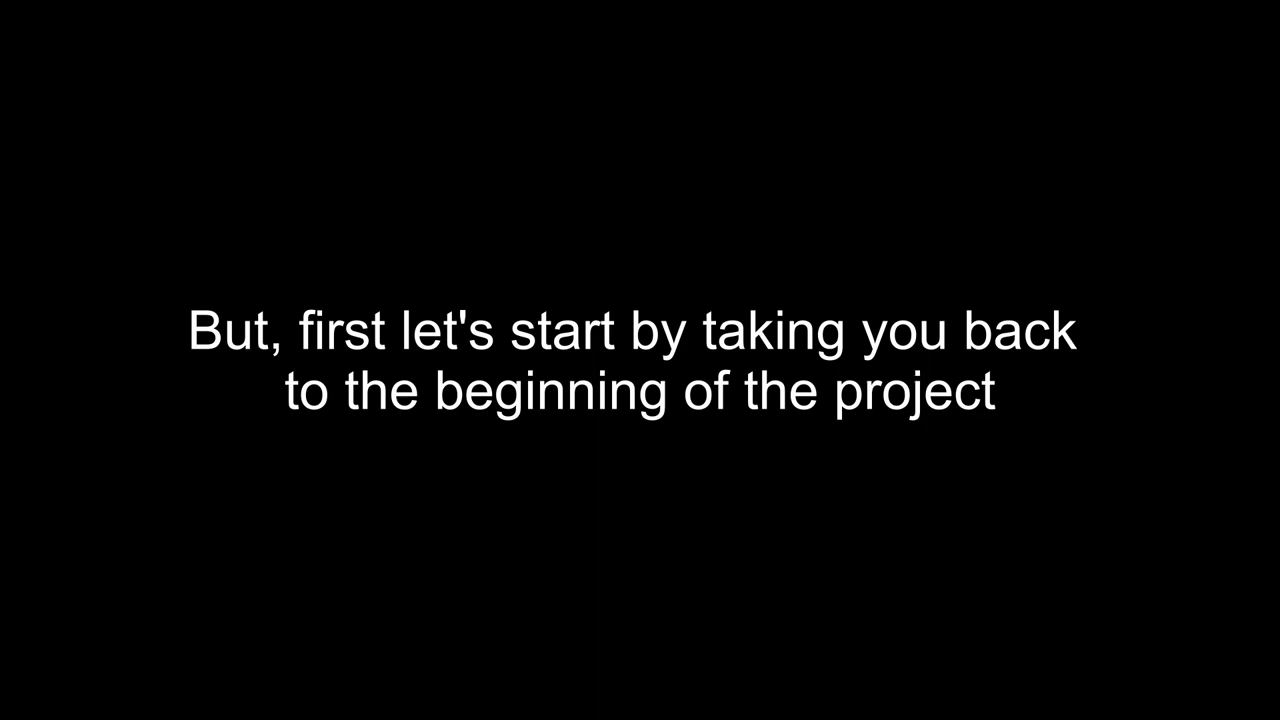 But, first let's start by taking you back
to the beginning of the project